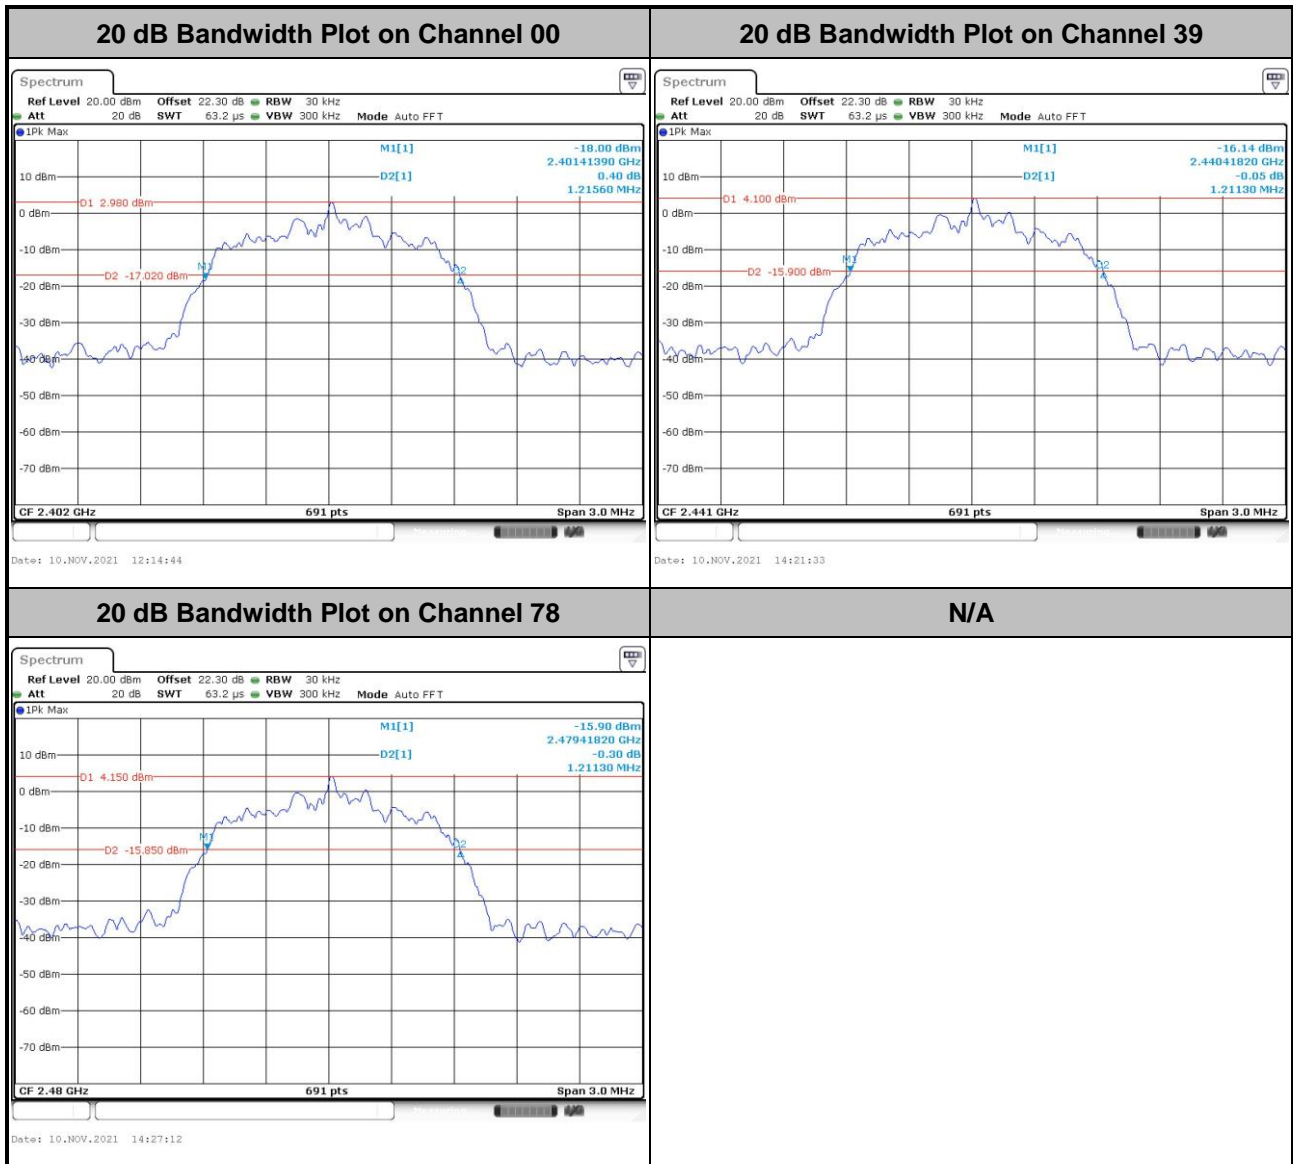 20 dB Bandwidth Plot on Channel 00
20 dB Bandwidth Plot on Channel 39
Spectrum
Ref Level 20.00 dBm Offset 22.30 dB RBW 30 kHz
Att 20 dB SWT 63.2 µs VBW 300 kHz Mode Auto FFT
1Pk Max
M1[1] -18.00 dBm
2.40141390 GHz
10 dBm D2[1] 0.40 dB
1.21560 MHz
D1 2.980 dBm
0 dBm
-10 dBm
M1
D2
D2 -17.020 dBm
-20 dBm
-30 dBm
-40 dBm
-50 dBm
-60 dBm
-70 dBm
CF 2.402 GHz 691 pts Span 3.0 MHz
Date: 10.NOV.2021 12:14:44
Spectrum
Ref Level 20.00 dBm Offset 22.30 dB RBW 30 kHz
Att 20 dB SWT 63.2 µs VBW 300 kHz Mode Auto FFT
1Pk Max
M1[1] -16.14 dBm
2.44041820 GHz
10 dBm D2[1] -0.05 dB
1.21130 MHz
D1 4.100 dBm
0 dBm
-10 dBm
M1
D2
D2 -15.900 dBm
-20 dBm
-30 dBm
-40 dBm
-50 dBm
-60 dBm
-70 dBm
CF 2.441 GHz 691 pts Span 3.0 MHz
Date: 10.NOV.2021 14:21:33
20 dB Bandwidth Plot on Channel 78
N/A
Spectrum
Ref Level 20.00 dBm Offset 22.30 dB RBW 30 kHz
Att 20 dB SWT 63.2 µs VBW 300 kHz Mode Auto FFT
1Pk Max
M1[1] -15.90 dBm
2.47941820 GHz
10 dBm D2[1] -0.30 dB
1.21130 MHz
D1 4.150 dBm
0 dBm
-10 dBm
M1
D2
D2 -15.850 dBm
-20 dBm
-30 dBm
-40 dBm
-50 dBm
-60 dBm
-70 dBm
CF 2.48 GHz 691 pts Span 3.0 MHz
Date: 10.NOV.2021 14:27:12